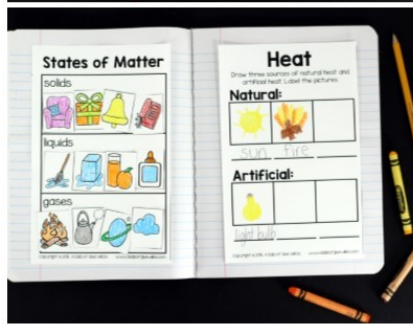 States of Matter
solids
liquids
gases
Heat
Draw three sources of natural heat and
artificial heat. Label the pictures.
Natural:
sun fire
Artificial:
light bulb